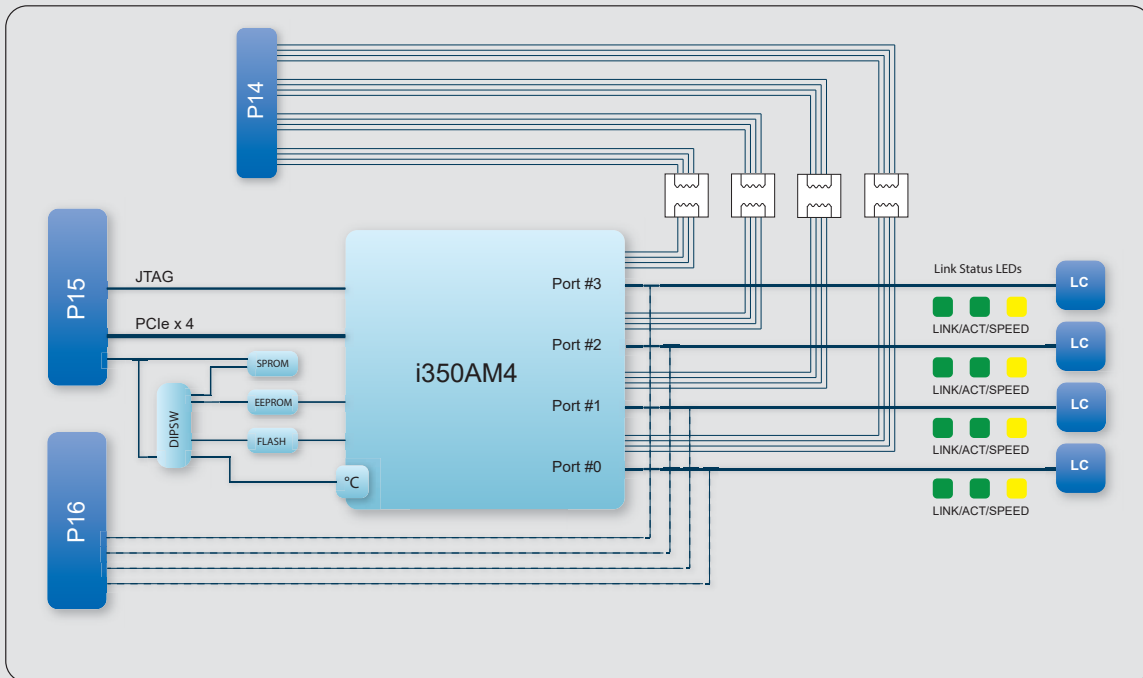 P14
P15
JTAG
PCIe x 4
SPROM
EEPROM
FLASH
DIPSW
°C
i350AM4
Port #3
Port #2
Port #1
Port #0
Link Status LEDs
LC
LINK/ACT/SPEED
LC
LINK/ACT/SPEED
LC
LINK/ACT/SPEED
LC
LINK/ACT/SPEED
P16